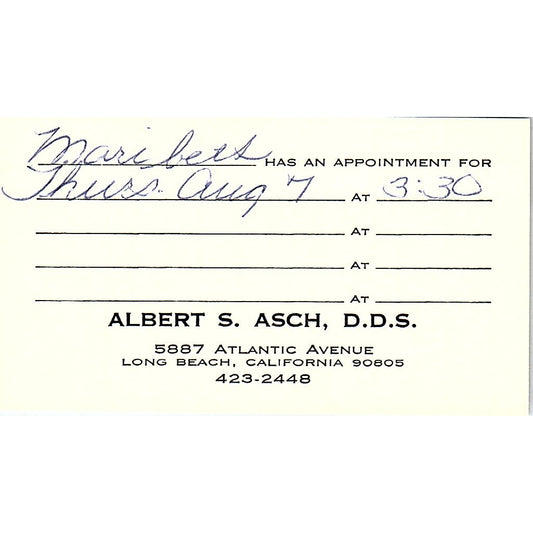 Maribeth HAS AN APPOINTMENT FOR
Thurs. Aug 7 AT 3:30
AT
AT
AT
ALBERT S. ASCH, D.D.S.
5887 ATLANTIC AVENUE
LONG BEACH, CALIFORNIA 90805
423-2448